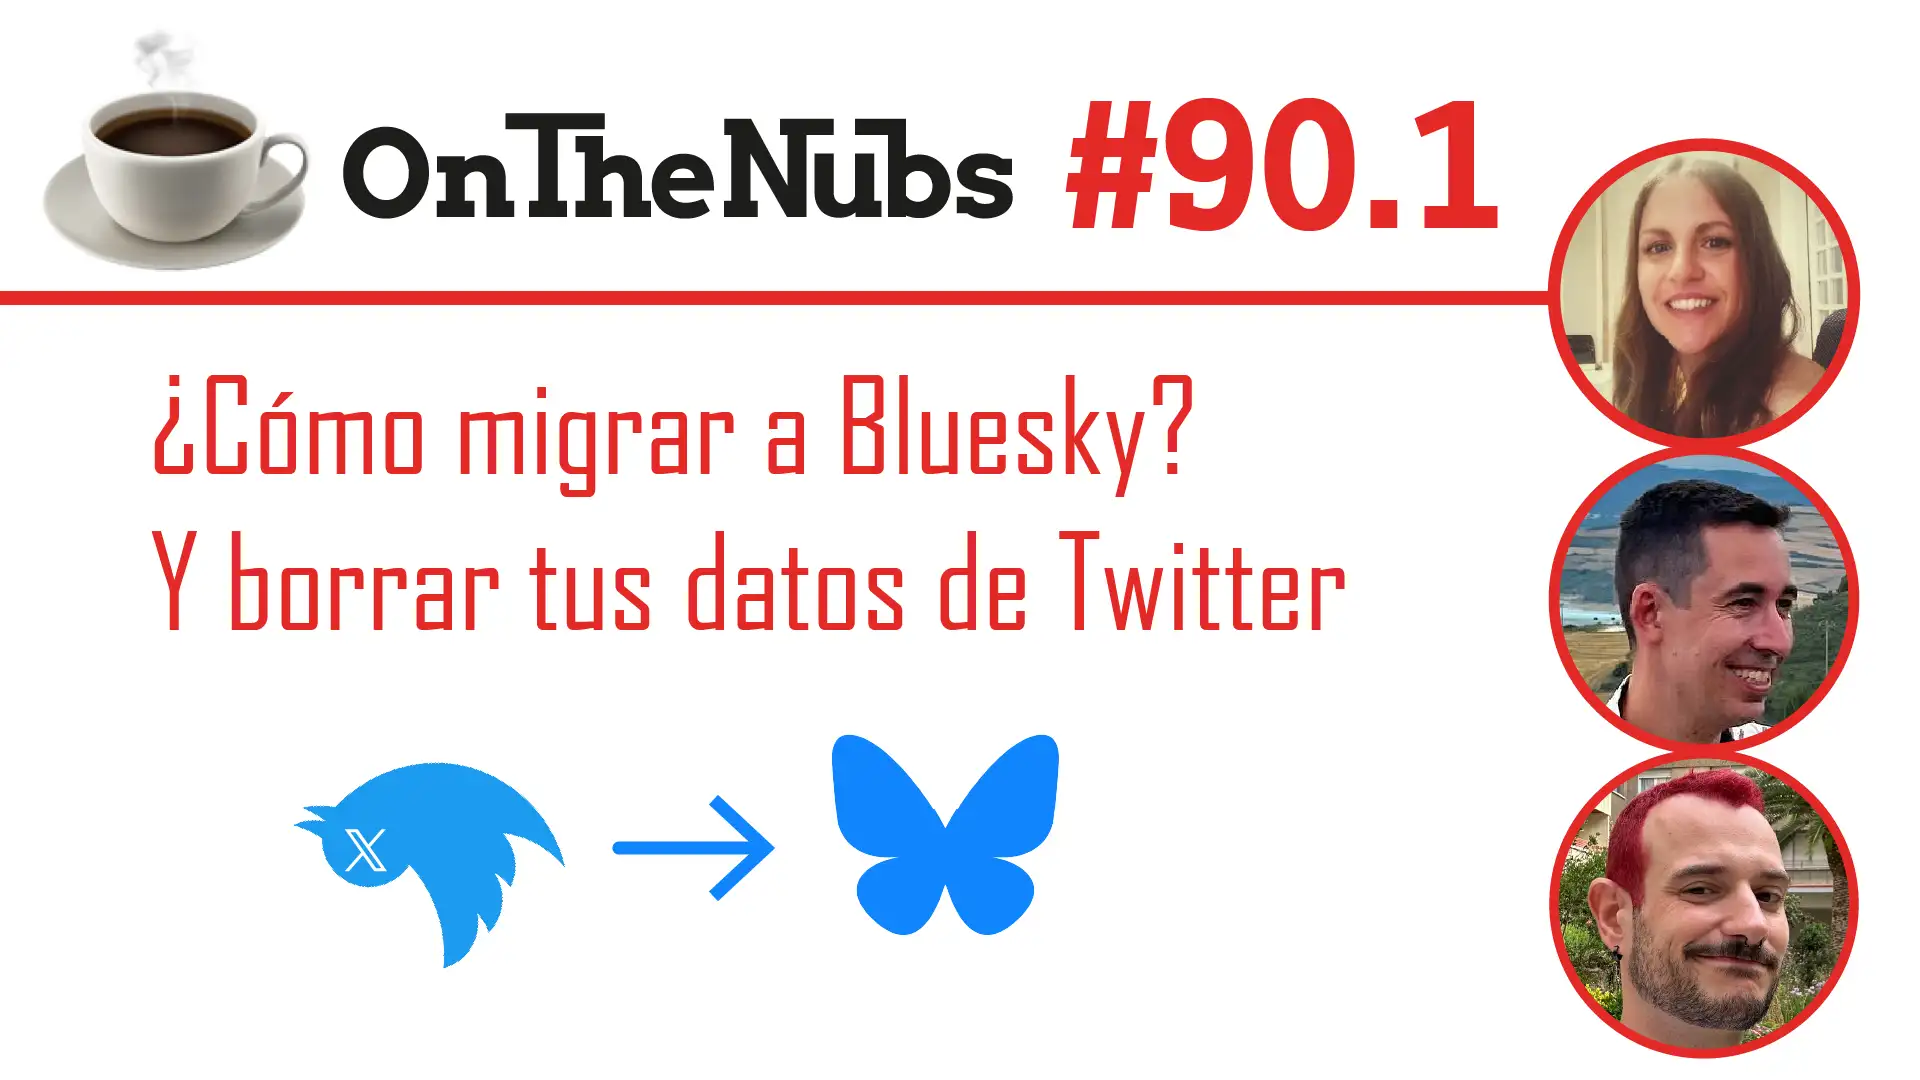 OnTheNubs #90.1
¿Cómo migrar a Bluesky?
Y borrar tus datos de Twitter
X